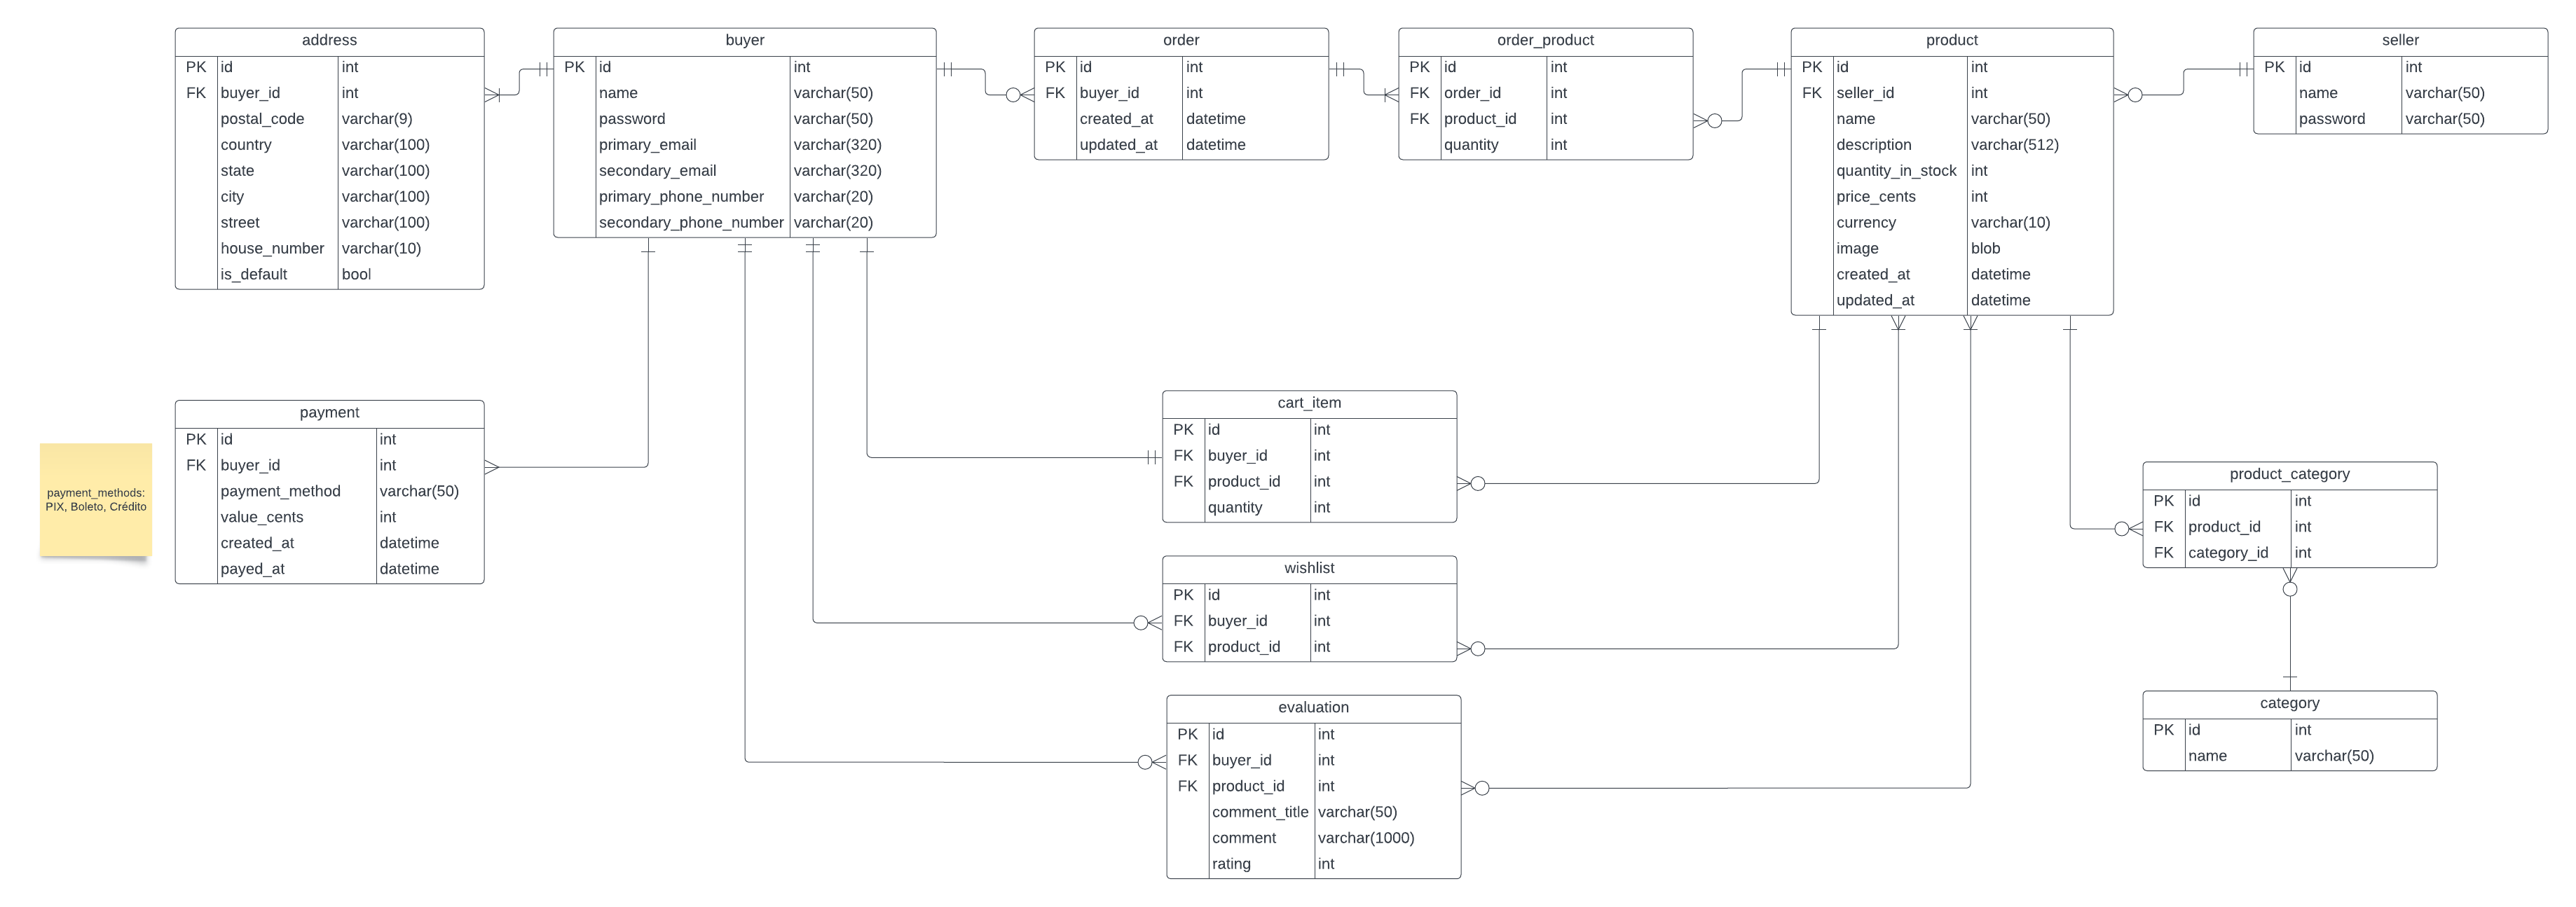 address
PK id int
FK buyer_id int
postal_code varchar(9)
country varchar(100)
state varchar(100)
city varchar(100)
street varchar(100)
house_number varchar(10)
is_default bool
buyer
PK id int
name varchar(50)
password varchar(50)
primary_email varchar(320)
secondary_email varchar(320)
primary_phone_number varchar(20)
secondary_phone_number varchar(20)
order
PK id int
FK buyer_id int
created_at datetime
updated_at datetime
order_product
PK id int
FK order_id int
FK product_id int
quantity int
product
PK id int
FK seller_id int
name varchar(50)
description varchar(512)
quantity_in_stock int
price_cents int
currency varchar(10)
image blob
created_at datetime
updated_at datetime
seller
PK id int
name varchar(50)
password varchar(50)
payment_methods:
PIX, Boleto, Crédito
payment
PK id int
FK buyer_id int
payment_method varchar(50)
value_cents int
created_at datetime
payed_at datetime
cart_item
PK id int
FK buyer_id int
FK product_id int
quantity int
wishlist
PK id int
FK buyer_id int
FK product_id int
evaluation
PK id int
FK buyer_id int
FK product_id int
comment_title varchar(50)
comment varchar(1000)
rating int
product_category
PK id int
FK product_id int
FK category_id int
category
PK id int
name varchar(50)